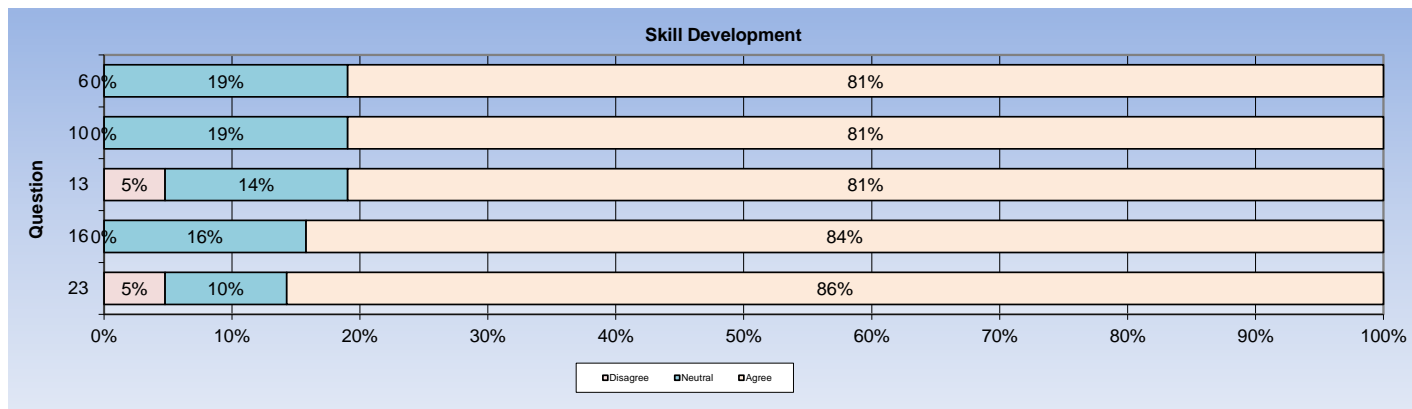 Skill Development
6 0% 19% 81%
10 0% 19% 81%
13 5% 14% 81%
16 0% 16% 84%
23 5% 10% 86%
Question
0% 10% 20% 30% 40% 50% 60% 70% 80% 90% 100%
Disagree Neutral Agree